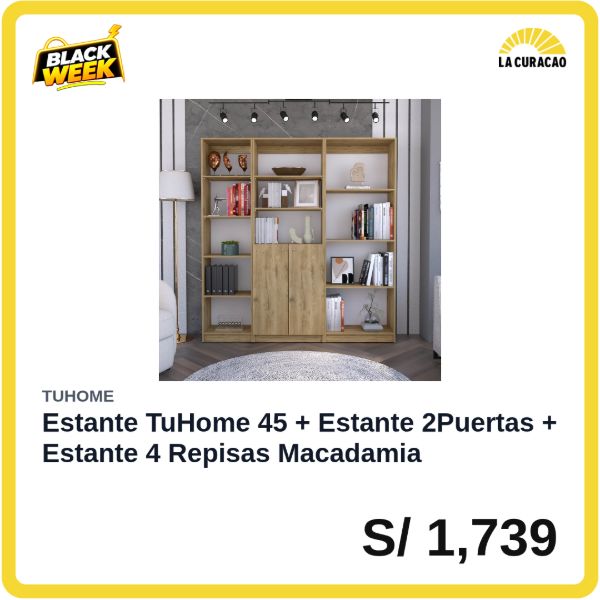 BLACK
WEEK
LA CURACAO
TUHOME
Estante TuHome 45 + Estante 2Puertas +
Estante 4 Repisas Macadamia
S/ 1,739